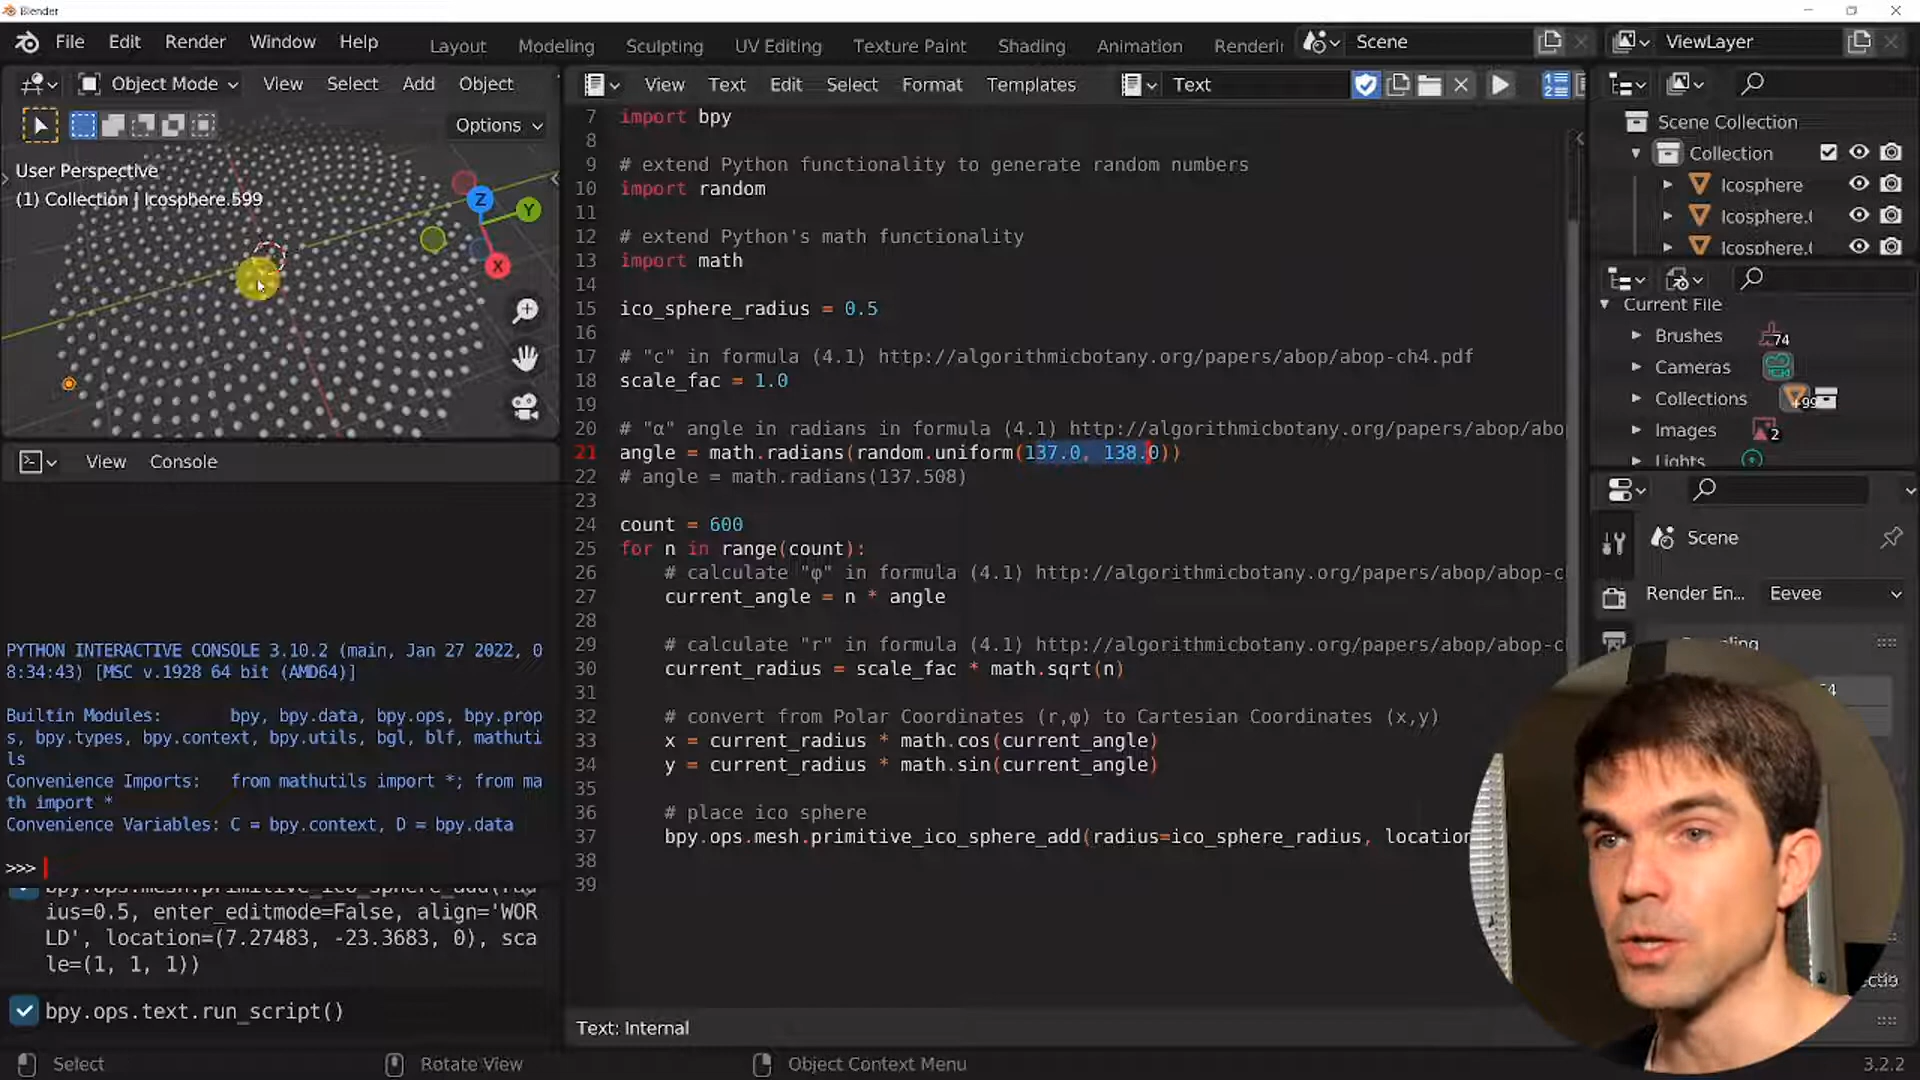 Blender
File Edit Render Window Help
Layout Modeling Sculpting UV Editing Texture Paint Shading Animation Renderi
Scene
ViewLayer
Object Mode View Select Add Object
View Text Edit Select Format Templates
Text
Options
User Perspective
(1) Collection | Icosphere.599
Z
Y
X
7 import bpy
8
9 # extend Python functionality to generate random numbers
10 import random
11
12 # extend Python's math functionality
13 import math
14
15 ico_sphere_radius = 0.5
16
17 # "c" in formula (4.1) http://algorithmicbotany.org/papers/abop/abop-ch4.pdf
18 scale_fac = 1.0
19
20 # "α" angle in radians in formula (4.1) http://algorithmicbotany.org/papers/abop/abo
21 angle = math.radians(random.uniform(137.0, 138.0))
22 # angle = math.radians(137.508)
23
24 count = 600
25 for n in range(count):
26 # calculate "φ" in formula (4.1) http://algorithmicbotany.org/papers/abop/abop-c
27 current_angle = n * angle
28
29 # calculate "r" in formula (4.1) http://algorithmicbotany.org/papers/abop/abop-c
30 current_radius = scale_fac * math.sqrt(n)
31
32 # convert from Polar Coordinates (r,φ) to Cartesian Coordinates (x,y)
33 x = current_radius * math.cos(current_angle)
34 y = current_radius * math.sin(current_angle)
35
36 # place ico sphere
37 bpy.ops.mesh.primitive_ico_sphere_add(radius=ico_sphere_radius, location
38
39
Text: Internal
View Console
PYTHON INTERACTIVE CONSOLE 3.10.2 (main, Jan 27 2022, 0
8:34:43) [MSC v.1928 64 bit (AMD64)]
Builtin Modules: bpy, bpy.data, bpy.ops, bpy.prop
s, bpy.types, bpy.context, bpy.utils, bgl, blf, mathuti
ls
Convenience Imports: from mathutils import *; from ma
th import *
Convenience Variables: C = bpy.context, D = bpy.data
>>>
bpy.ops.mesh.primitive_ico_sphere_add(rad
ius=0.5, enter_editmode=False, align='WOR
LD', location=(7.27483, -23.3683, 0), sca
le=(1, 1, 1))
bpy.ops.text.run_script()
Scene Collection
Collection
Icosphere
Icosphere.(
Icosphere.(
Current File
Brushes 74
Cameras
Collections +99
Images 2
Lights
Scene
Render En... Eevee
Select
Rotate View
Object Context Menu
3.2.2